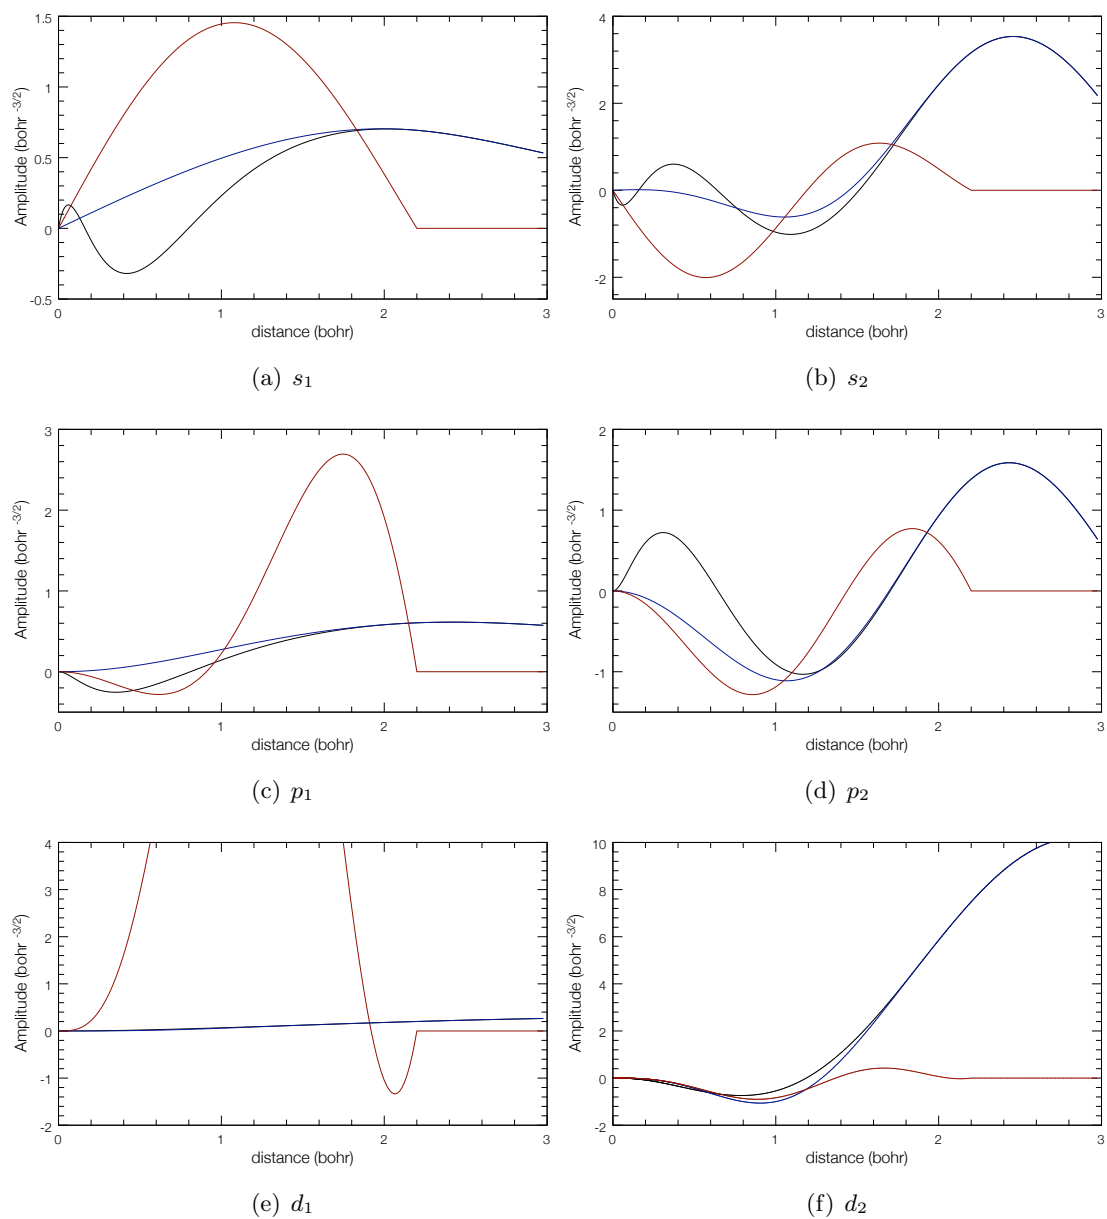 1.5
1
0.5
0
-0.5
Amplitude (bohr -3/2)
0 1 2 3
distance (bohr)
(a) s1
4
2
0
-2
Amplitude (bohr -3/2)
0 1 2 3
distance (bohr)
(b) s2
3
2
1
0
Amplitude (bohr -3/2)
0 1 2 3
distance (bohr)
(c) p1
2
1
0
-1
Amplitude (bohr -3/2)
0 1 2 3
distance (bohr)
(d) p2
4
3
2
1
0
-1
-2
Amplitude (bohr -3/2)
0 1 2 3
distance (bohr)
(e) d1
10
8
6
4
2
0
-2
Amplitude (bohr -3/2)
0 1 2 3
distance (bohr)
(f) d2